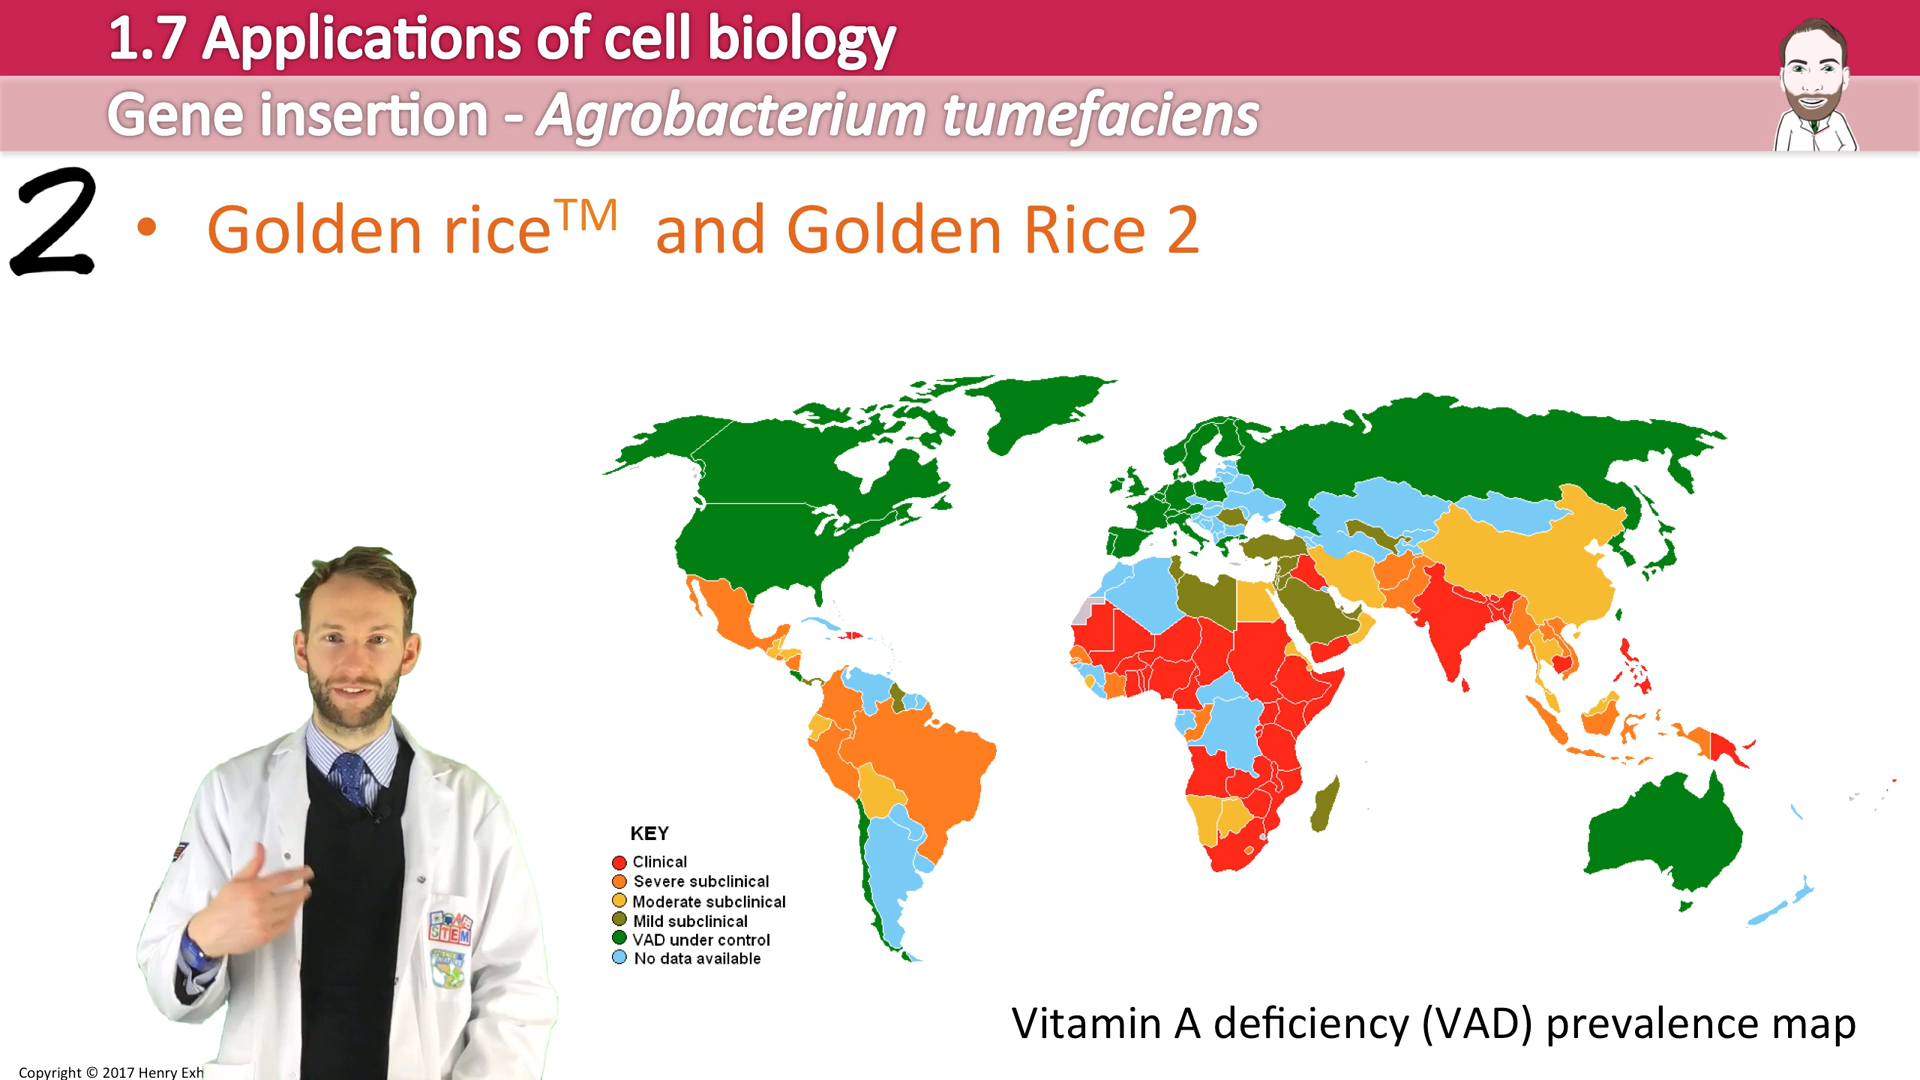 1.7 Applications of cell biology
Gene insertion - Agrobacterium tumefaciens
2
• Golden rice™ and Golden Rice 2
KEY
Clinical
Severe subclinical
Moderate subclinical
Mild subclinical
VAD under control
No data available
STEM
Vitamin A deficiency (VAD) prevalence map
Copyright © 2017 Henry Exh